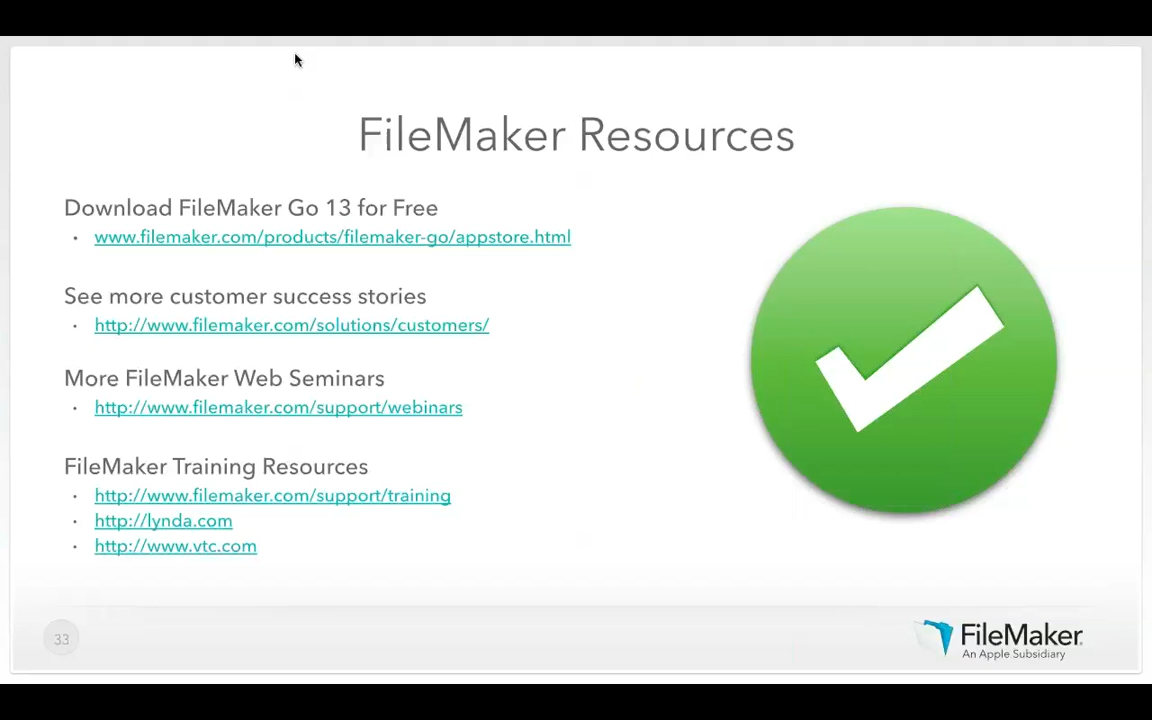 FileMaker Resources
Download FileMaker Go 13 for Free
• www.filemaker.com/products/filemaker-go/appstore.html
See more customer success stories
• http://www.filemaker.com/solutions/customers/
More FileMaker Web Seminars
• http://www.filemaker.com/support/webinars
FileMaker Training Resources
• http://www.filemaker.com/support/training
• http://lynda.com
• http://www.vtc.com
33
FileMaker
An Apple Subsidiary